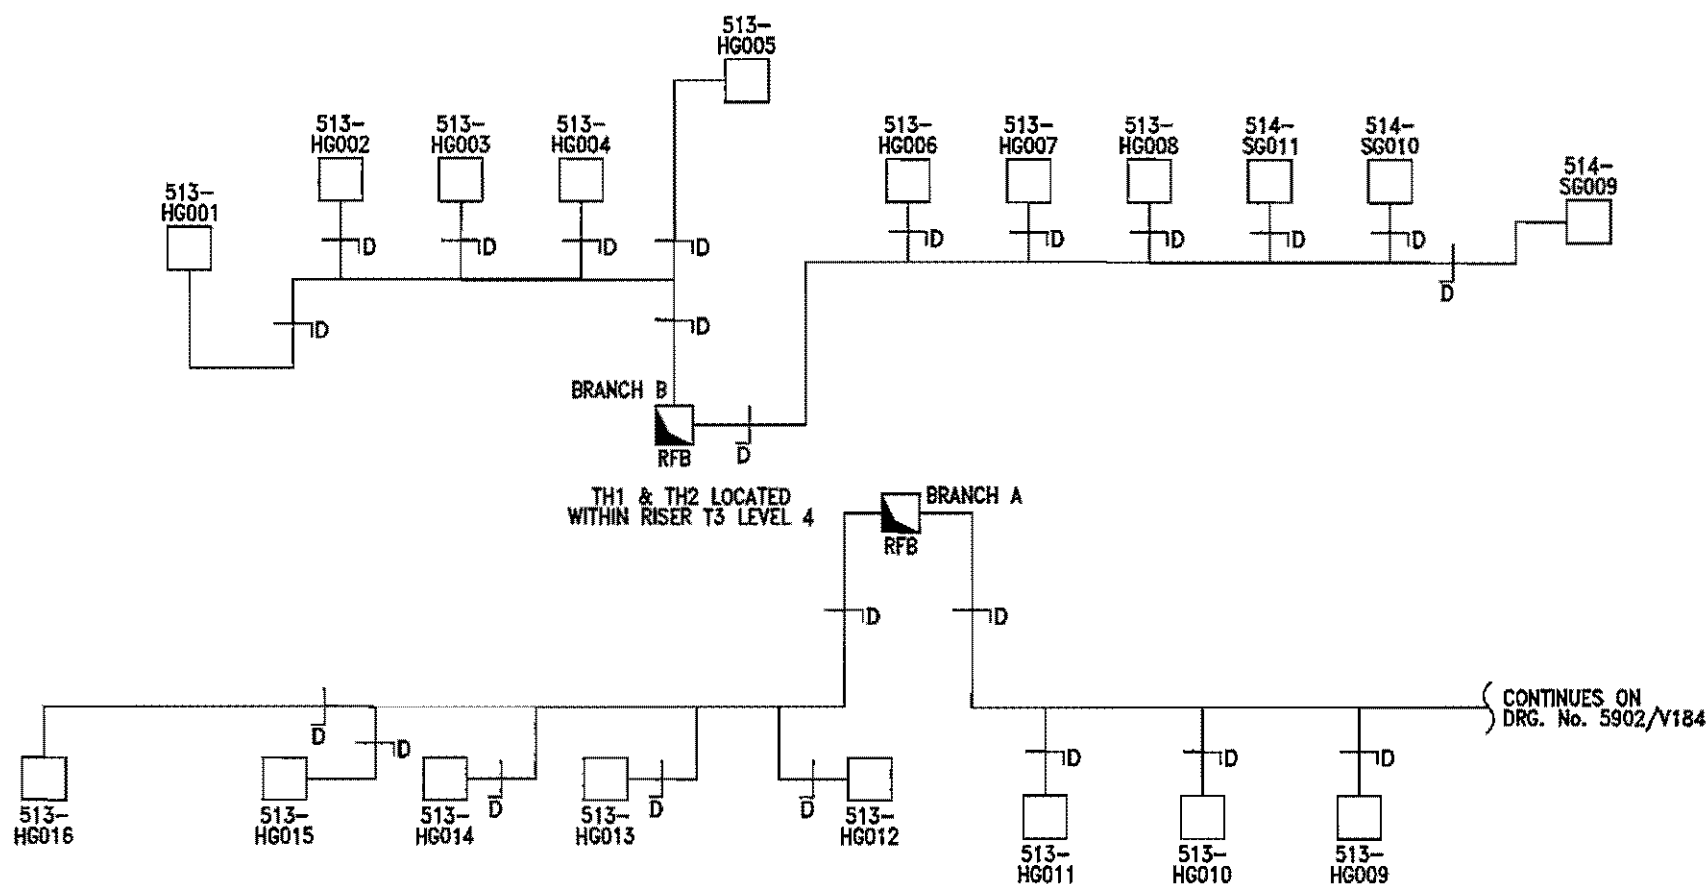 513-
HG005
513-
HG002
513-
HG003
513-
HG004
513-
HG006
513-
HG007
513-
HG008
514-
SG011
514-
SG010
514-
SG009
513-
HG001
D
D
D
D
D
D
D
D
D
D
D
D
BRANCH B
RFB
D
TH1 & TH2 LOCATED
WITHIN RISER T3 LEVEL 4
BRANCH A
RFB
D
D
CONTINUES ON
DRG. No. 5902/V184
D
D
D
D
D
D
D
D
513-
HG016
513-
HG015
513-
HG014
513-
HG013
513-
HG012
513-
HG011
513-
HG010
513-
HG009